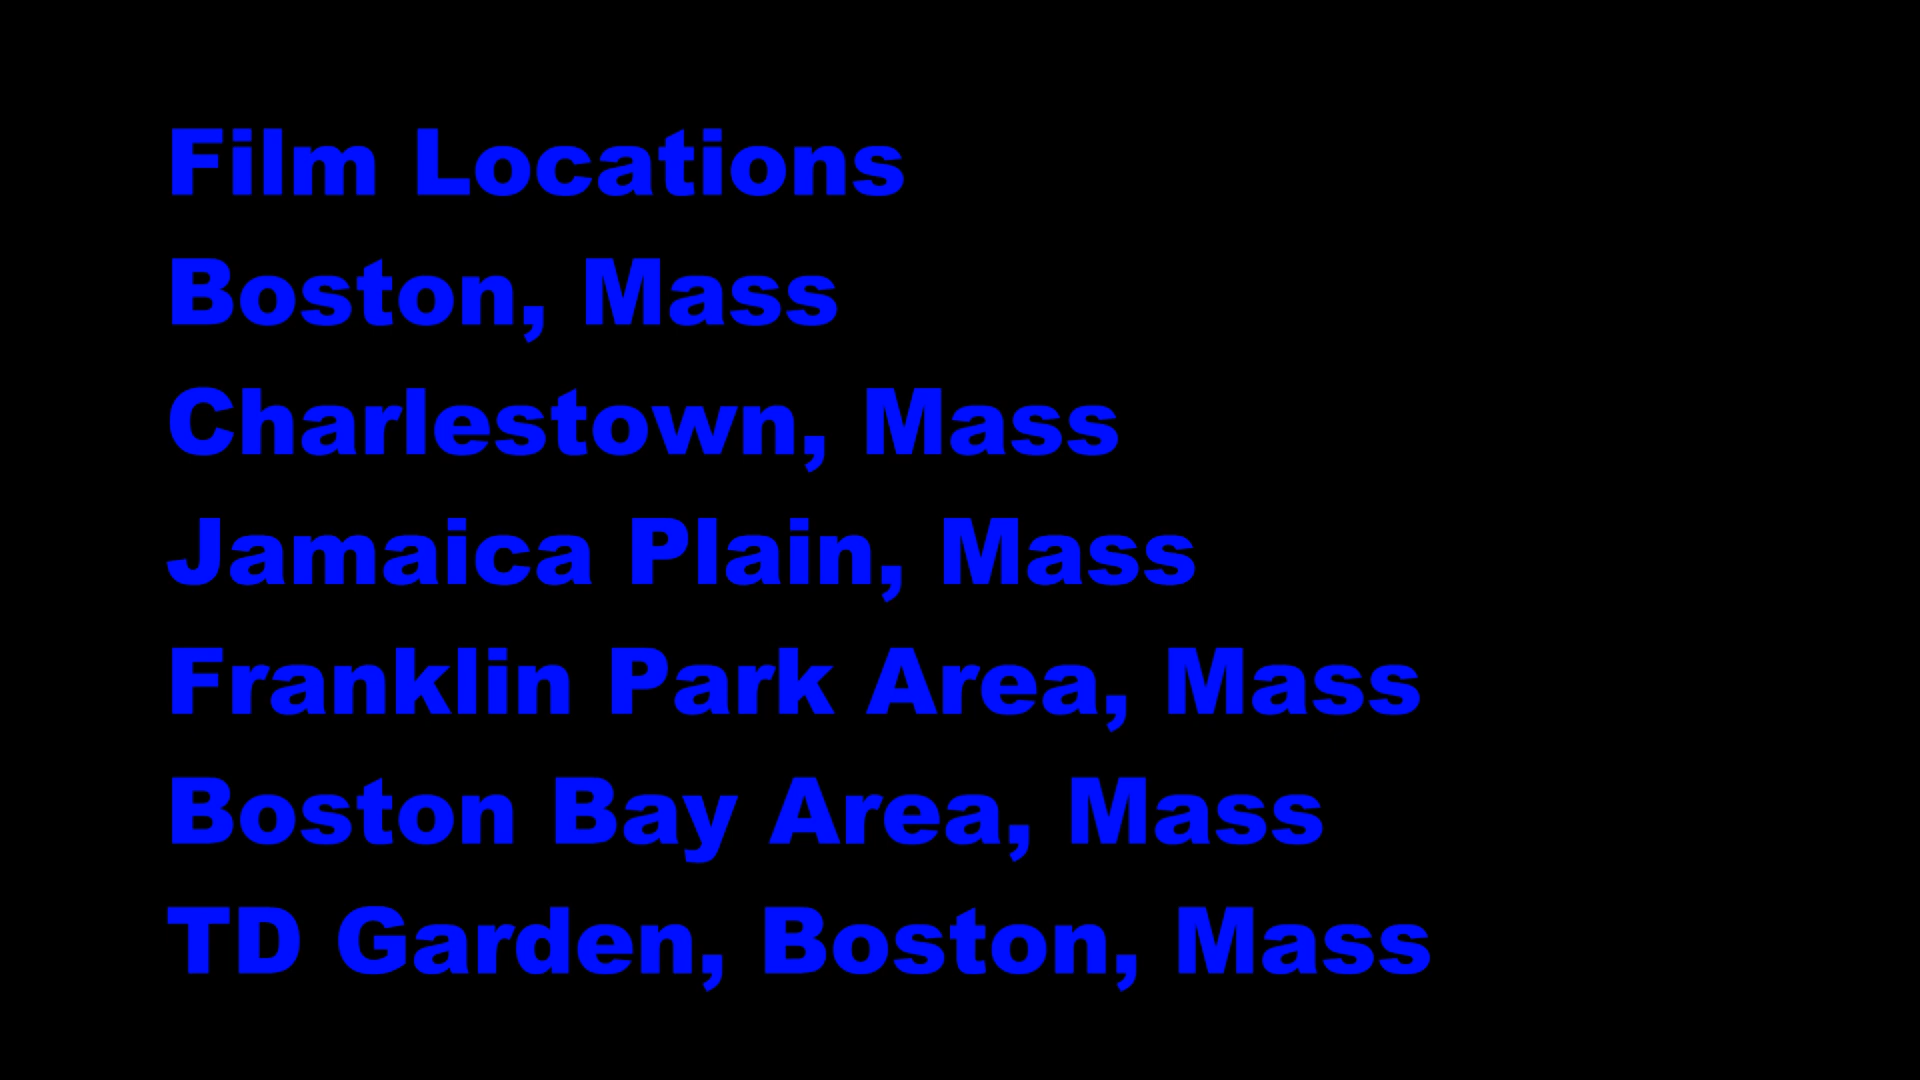 Film Locations
Boston, Mass
Charlestown, Mass
Jamaica Plain, Mass
Franklin Park Area, Mass
Boston Bay Area, Mass
TD Garden, Boston, Mass